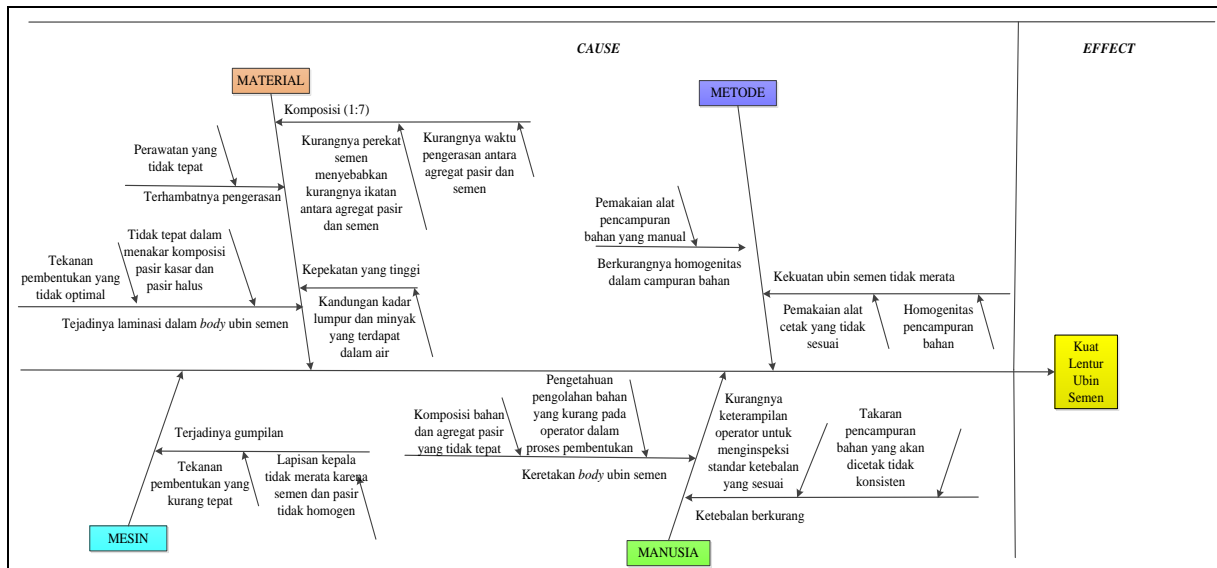 CAUSE
EFFECT
MATERIAL
Komposisi (1:7)
Kurangnya perekat
semen
menyebabkan
kurangnya ikatan
antara agregat pasir
dan semen
Kurangnya waktu
pengerasan antara
agregat pasir dan
semen
Perawatan yang
tidak tepat
Terhambatnya pengerasan
Tekanan
pembentukan yang
tidak optimal
Tidak tepat dalam
menakar komposisi
pasir kasar dan
pasir halus
Tejadinya laminasi dalam body ubin semen
Kepekatan yang tinggi
Kandungan kadar
lumpur dan minyak
yang terdapat
dalam air
METODE
Pemakaian alat
pencampuran
bahan yang manual
Berkurangnya homogenitas
dalam campuran bahan
Kekuatan ubin semen tidak merata
Pemakaian alat
cetak yang tidak
sesuai
Homogenitas
pencampuran
bahan
Kuat
Lentur
Ubin
Semen
Terjadinya gumpilan
Tekanan
pembentukan yang
kurang tepat
Lapisan kepala
tidak merata karena
semen dan pasir
tidak homogen
MESIN
Komposisi bahan
dan agregat pasir
yang tidak tepat
Pengetahuan
pengolahan bahan
yang kurang pada
operator dalam
proses pembentukan
Keretakan body ubin semen
Kurangnya
keterampilan
operator untuk
menginspeksi
standar ketebalan
yang sesuai
Takaran
pencampuran
bahan yang akan
dicetak tidak
konsisten
Ketebalan berkurang
MANUSIA